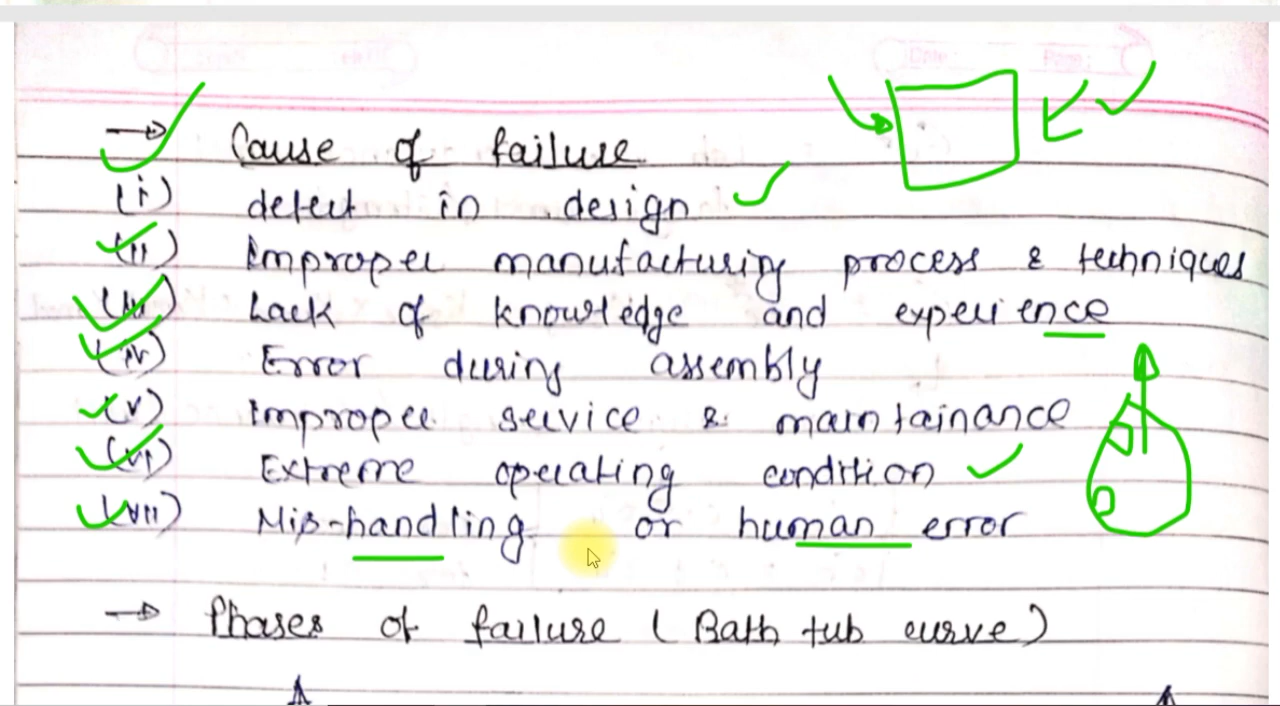 → Cause of failure
(i) defect in design
(ii) Improper manufacturing process & techniques
(iii) Lack of knowledge and experience
(iv) Error during assembly
(v) Improper service & maintainance
(vi) Extreme operating condition
(vii) Mis-handling or human error
→ Phases of failure (Bath tub curve)